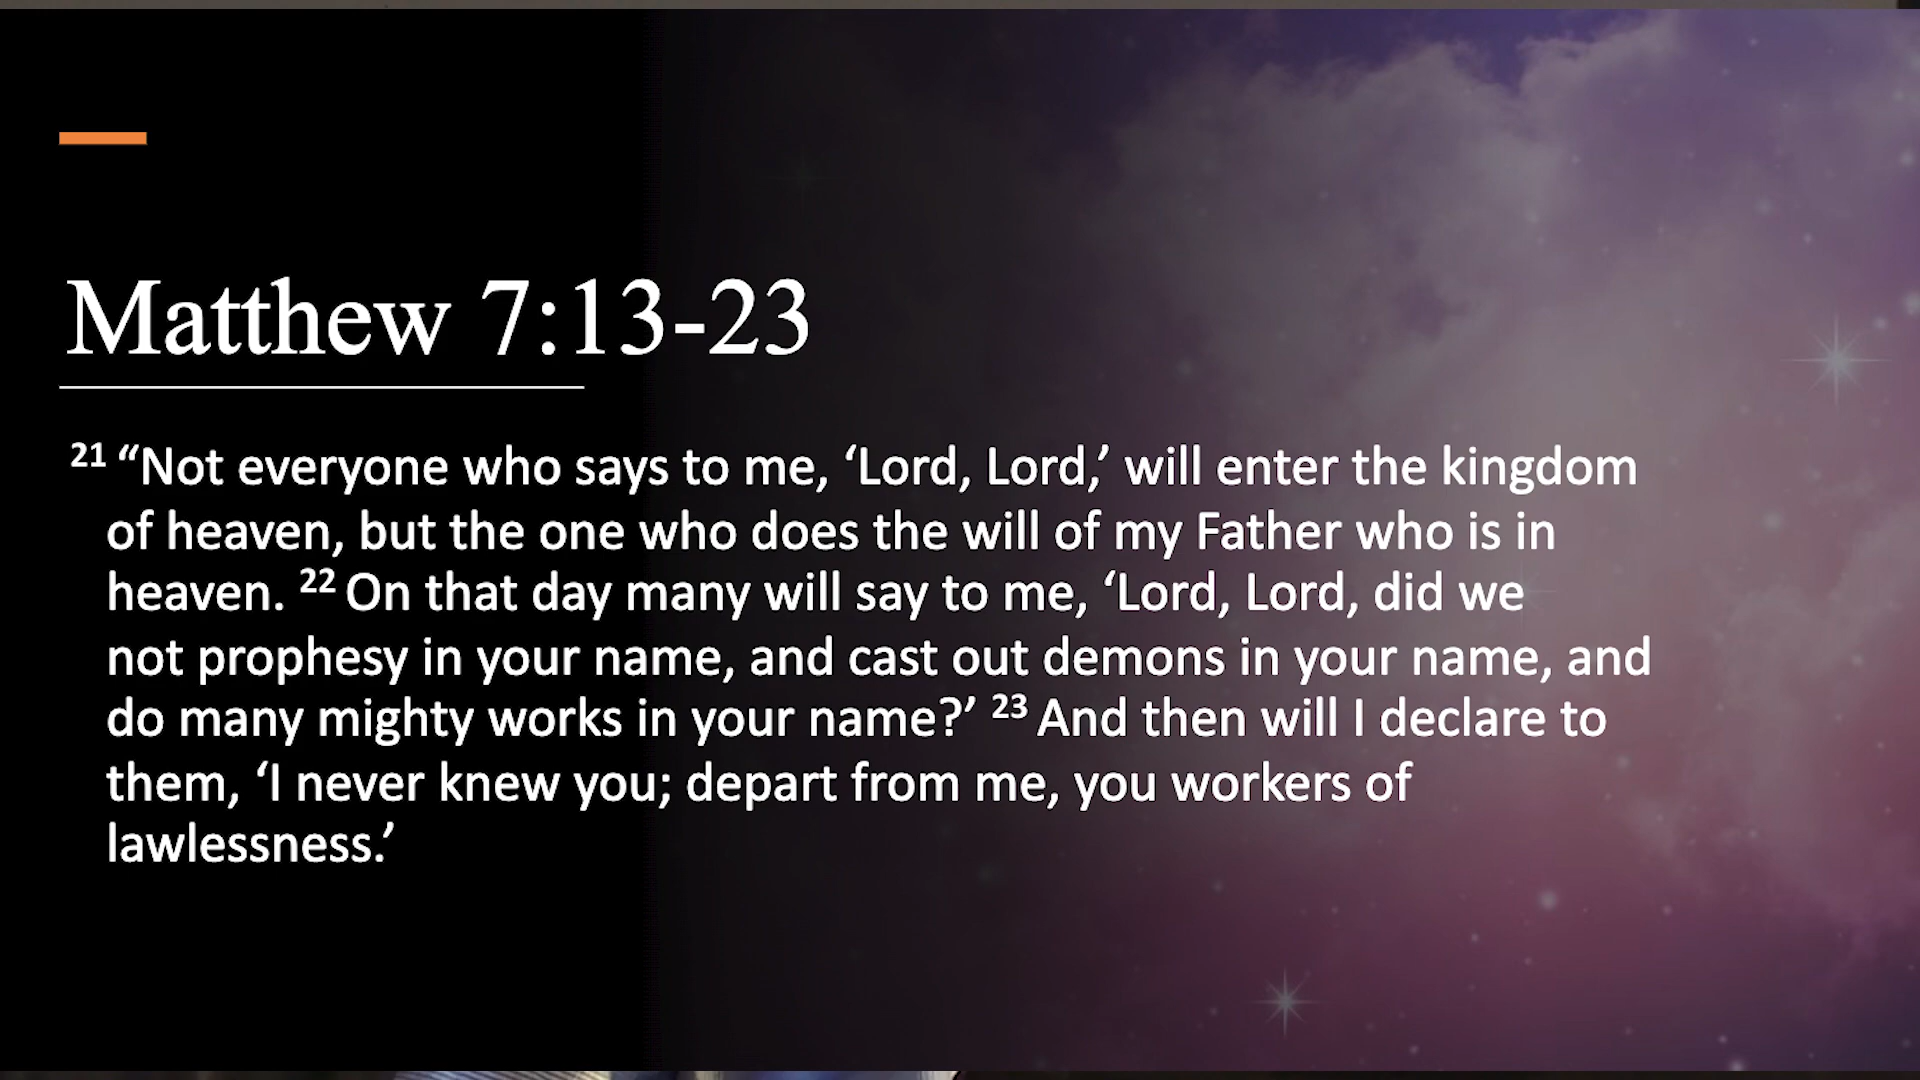 Matthew 7:13-23
21 “Not everyone who says to me, ‘Lord, Lord,’ will enter the kingdom
of heaven, but the one who does the will of my Father who is in
heaven. 22 On that day many will say to me, ‘Lord, Lord, did we
not prophesy in your name, and cast out demons in your name, and
do many mighty works in your name?’ 23 And then will I declare to
them, ‘I never knew you; depart from me, you workers of
lawlessness.’